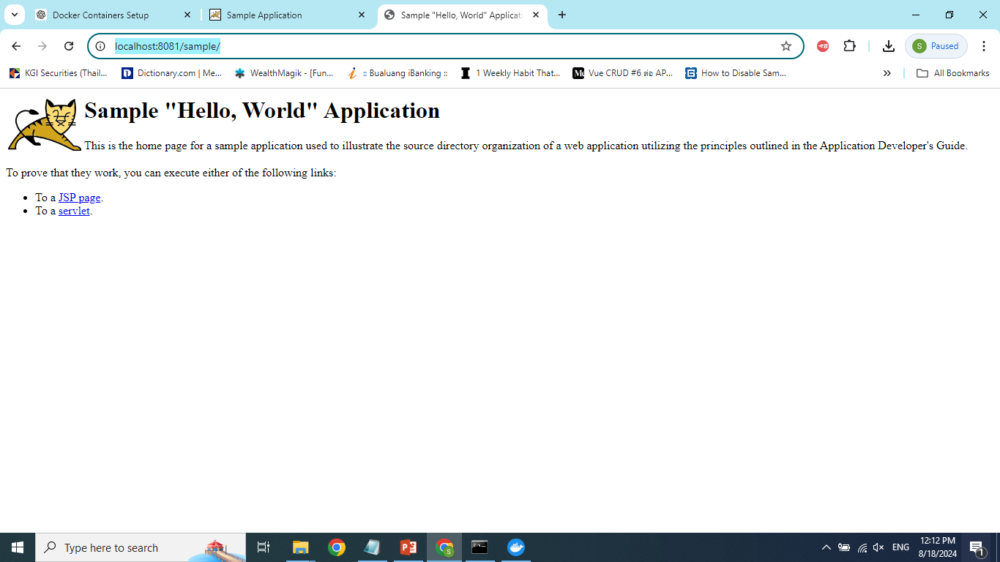 Docker Containers Setup
Sample Application
Sample "Hello, World" Applicati
localhost:8081/sample/
S Paused
KGI Securities (Thail...
Dictionary.com | Me...
WealthMagik - [Fun...
:: Bualuang iBanking ::
1 Weekly Habit That...
Vue CRUD #6 ต่อ AP...
How to Disable Sam...
All Bookmarks
Sample "Hello, World" Application
This is the home page for a sample application used to illustrate the source directory organization of a web application utilizing the principles outlined in the Application Developer's Guide.
To prove that they work, you can execute either of the following links:
• To a JSP page.
• To a servlet.
Type here to search
ENG
12:12 PM
8/18/2024
1